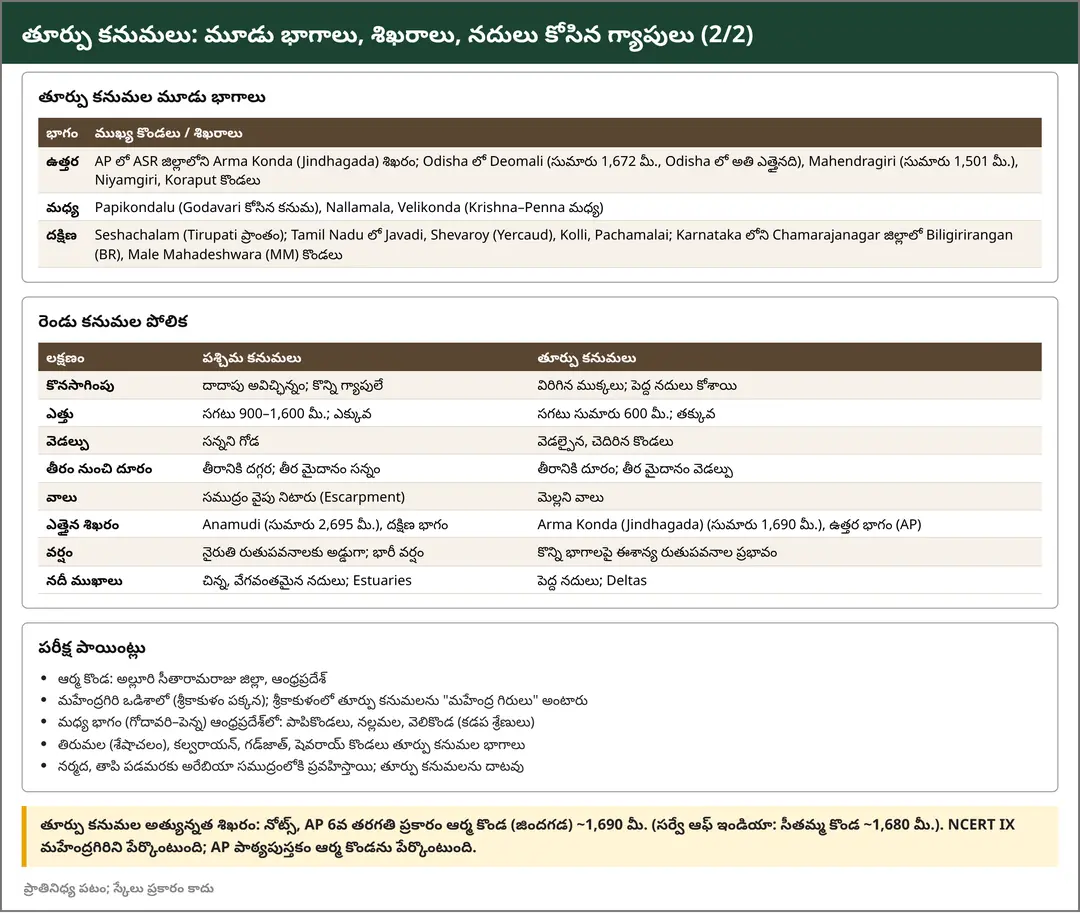 తూర్పు కనుమలు: మూడు భాగాలు, శిఖరాలు, నదులు కోసిన గ్యాపులు (2/2)
తూర్పు కనుమల మూడు భాగాలు
భాగం ముఖ్య కొండలు / శిఖరాలు
ఉత్తర AP లో ASR జిల్లాలోని Arma Konda (Jindhagada) శిఖరం; Odisha లో Deomali (సుమారు 1,672 మీ., Odisha లో అతి ఎత్తైనది), Mahendragiri (సుమారు 1,501 మీ.),
Niyamgiri, Koraput కొండలు
మధ్య Papikondalu (Godavari కోసిన కనుమ), Nallamala, Velikonda (Krishna–Penna మధ్య)
దక్షిణ Seshachalam (Tirupati ప్రాంతం); Tamil Nadu లో Javadi, Shevaroy (Yercaud), Kolli, Pachamalai; Karnataka లోని Chamarajanagar జిల్లాలో Biligirirangan
(BR), Male Mahadeshwara (MM) కొండలు
రెండు కనుమల పోలిక
లక్షణం పశ్చిమ కనుమలు తూర్పు కనుమలు
కొనసాగింపు దాదాపు అవిచ్ఛిన్నం; కొన్ని గ్యాపులే విరిగిన ముక్కలు; పెద్ద నదులు కోశాయి
ఎత్తు సగటు 900–1,600 మీ.; ఎక్కువ సగటు సుమారు 600 మీ.; తక్కువ
వెడల్పు సన్నని గోడ వెడల్పైన, చెదిరిన కొండలు
తీరం నుంచి దూరం తీరానికి దగ్గర; తీర మైదానం సన్నం తీరానికి దూరం; తీర మైదానం వెడల్పు
వాలు సముద్రం వైపు నిటారు (Escarpment) మెల్లని వాలు
ఎత్తైన శిఖరం Anamudi (సుమారు 2,695 మీ.), దక్షిణ భాగం Arma Konda (Jindhagada) (సుమారు 1,690 మీ.), ఉత్తర భాగం (AP)
వర్షం నైరుతి రుతుపవనాలకు అడ్డుగా; భారీ వర్షం కొన్ని భాగాలపై ఈశాన్య రుతుపవనాల ప్రభావం
నదీ ముఖాలు చిన్న, వేగవంతమైన నదులు; Estuaries పెద్ద నదులు; Deltas
పరీక్ష పాయింట్లు
• ఆర్మ కొండ: అల్లూరి సీతారామరాజు జిల్లా, ఆంధ్రప్రదేశ్
• మహేంద్రగిరి ఒడిశాలో (శ్రీకాకుళం పక్కన); శ్రీకాకుళంలో తూర్పు కనుమలను "మహేంద్ర గిరులు" అంటారు
• మధ్య భాగం (గోదావరి–పెన్న) ఆంధ్రప్రదేశ్‌లో: పాపికొండలు, నల్లమల, వెలికొండ (కడప శ్రేణులు)
• తిరుమల (శేషాచలం), కల్వరాయన్, గడ్‌జాత్, షెవరాయ్ కొండలు తూర్పు కనుమల భాగాలు
• నర్మద, తాపి పడమరకు అరేబియా సముద్రంలోకి ప్రవహిస్తాయి; తూర్పు కనుమలను దాటవు
తూర్పు కనుమల అత్యున్నత శిఖరం: నోట్స్, AP 6వ తరగతి ప్రకారం ఆర్మ కొండ (జిందగడ) ~1,690 మీ. (సర్వే ఆఫ్ ఇండియా: సీతమ్మ కొండ ~1,680 మీ.). NCERT IX
మహేంద్రగిరిని పేర్కొంటుంది; AP పాఠ్యపుస్తకం ఆర్మ కొండను పేర్కొంటుంది.
ప్రాతినిధ్య పటం; స్కేలు ప్రకారం కాదు